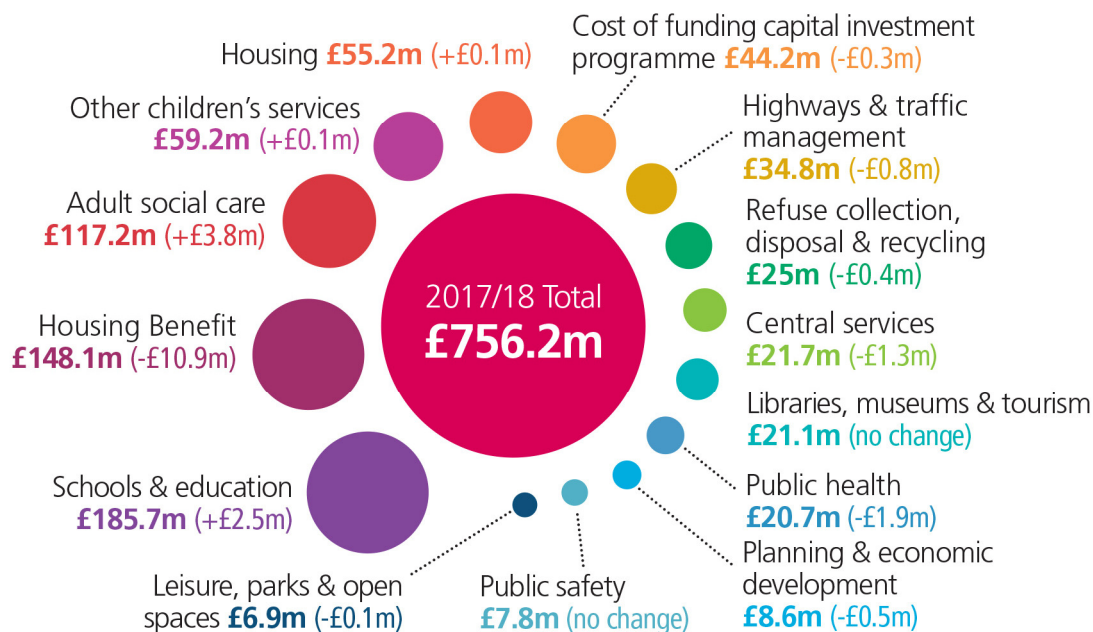 Cost of funding capital investment
programme £44.2m (-£0.3m)
Housing £55.2m (+£0.1m)
Other children’s services
£59.2m (+£0.1m)
Highways & traffic
management
£34.8m (-£0.8m)
Adult social care
£117.2m (+£3.8m)
Refuse collection,
disposal & recycling
£25m (-£0.4m)
2017/18 Total
£756.2m
Housing Benefit
£148.1m (-£10.9m)
Central services
£21.7m (-£1.3m)
Libraries, museums & tourism
£21.1m (no change)
Schools & education
£185.7m (+£2.5m)
Public health
£20.7m (-£1.9m)
Planning & economic
development
£8.6m (-£0.5m)
Leisure, parks & open
spaces £6.9m (-£0.1m)
Public safety
£7.8m (no change)